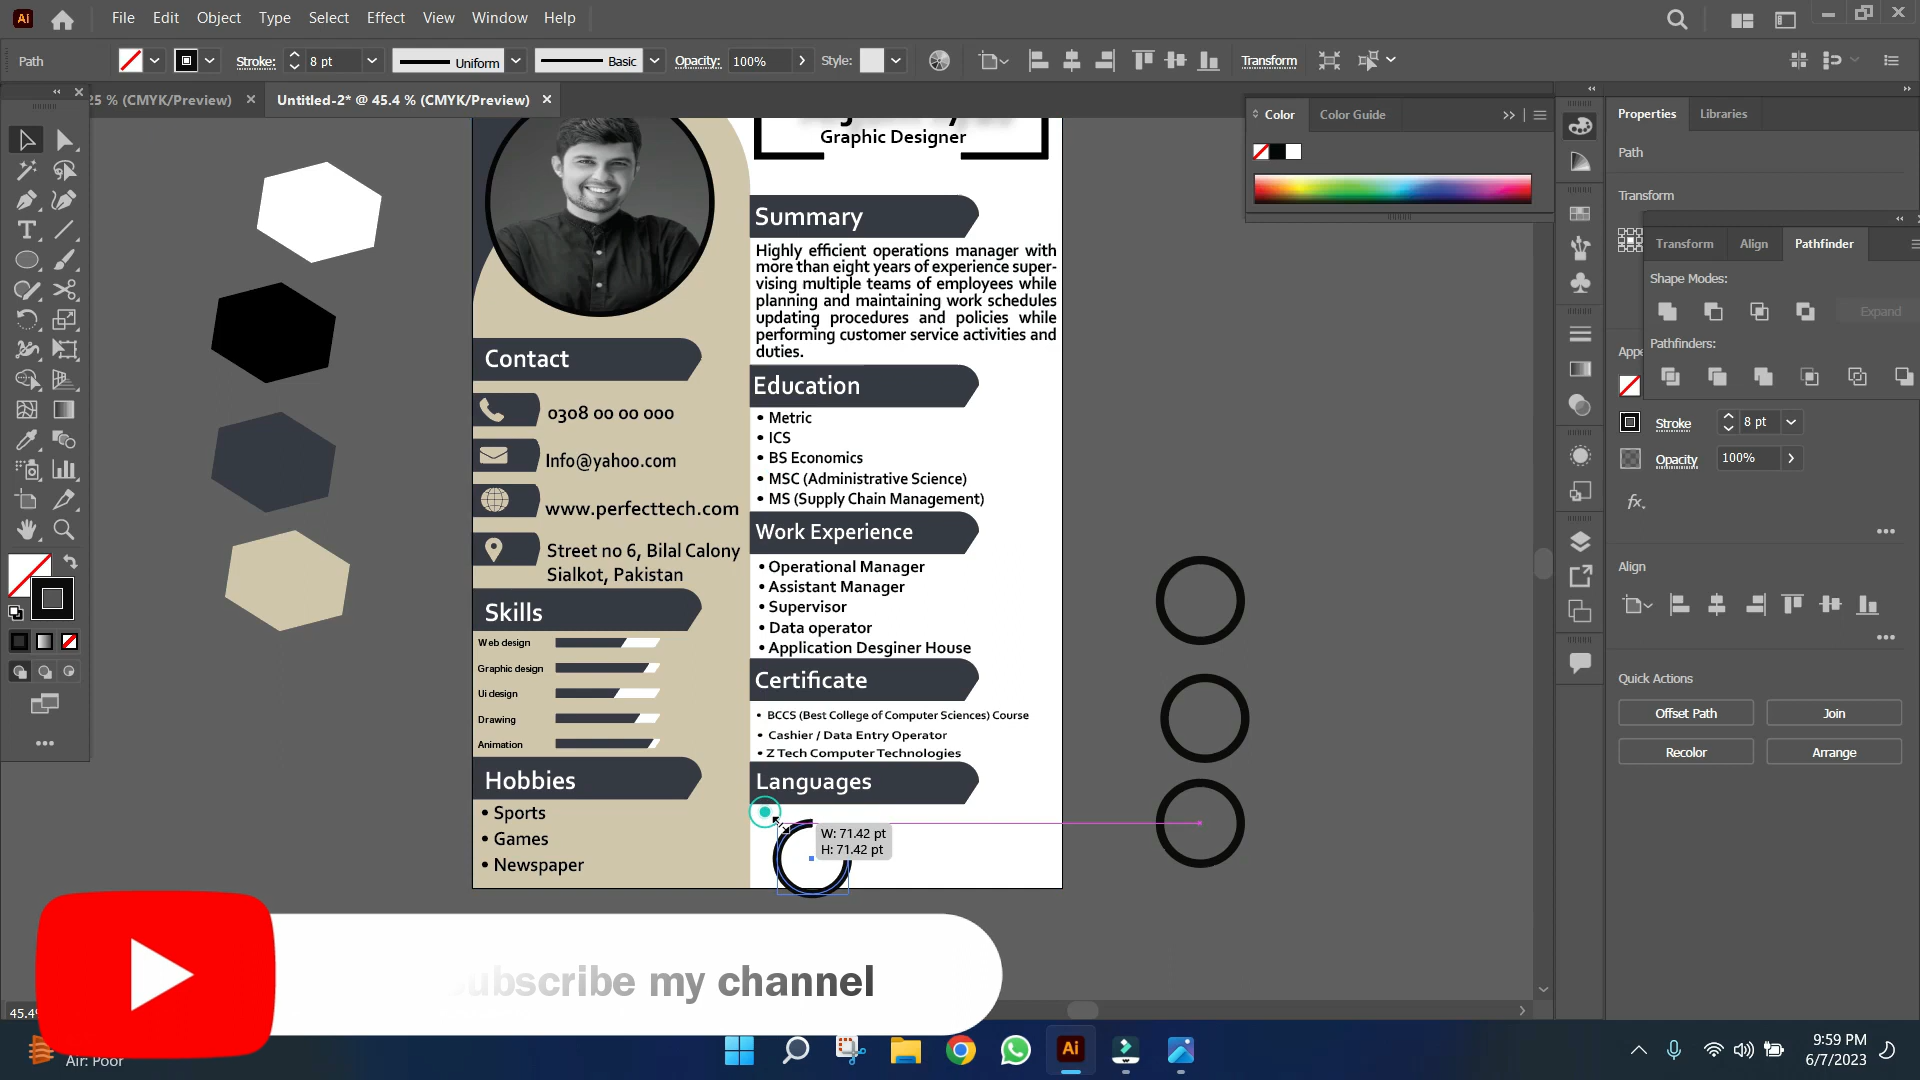 Ai File Edit Object Type Select Effect View Window Help
Path Stroke: 8 pt Uniform Basic Opacity: 100% Style: Transform
25 % (CMYK/Preview) × Untitled-2* @ 45.4 % (CMYK/Preview) ×
Graphic Designer
Summary
Highly efficient operations manager with
more than eight years of experience super-
vising multiple teams of employees while
planning and maintaining work schedules
updating procedures and policies while
performing customer service activities and
duties.
Education
• Metric
• ICS
• BS Economics
• MSC (Administrative Science)
• MS (Supply Chain Management)
Work Experience
• Operational Manager
• Assistant Manager
• Supervisor
• Data operator
• Application Desginer House
Certificate
• BCCS (Best College of Computer Sciences) Course
• Cashier / Data Entry Operator
• Z Tech Computer Technologies
Languages
W: 71.42 pt
H: 71.42 pt
Contact
0308 00 00 000
Info@yahoo.com
www.perfecttech.com
Street no 6, Bilal Calony
Sialkot, Pakistan
Skills
Web design
Graphic design
Ui design
Drawing
Animation
Hobbies
• Sports
• Games
• Newspaper
Color Color Guide
Properties Libraries
Path
Transform
Transform Align Pathfinder
Shape Modes:
Expand
Pathfinders:
Stroke 8 pt
Opacity 100%
fx.
Align
Quick Actions
Offset Path Join
Recolor Arrange
ubscribe my channel
45.4%
Air: Poor
Ai
9:59 PM
6/7/2023